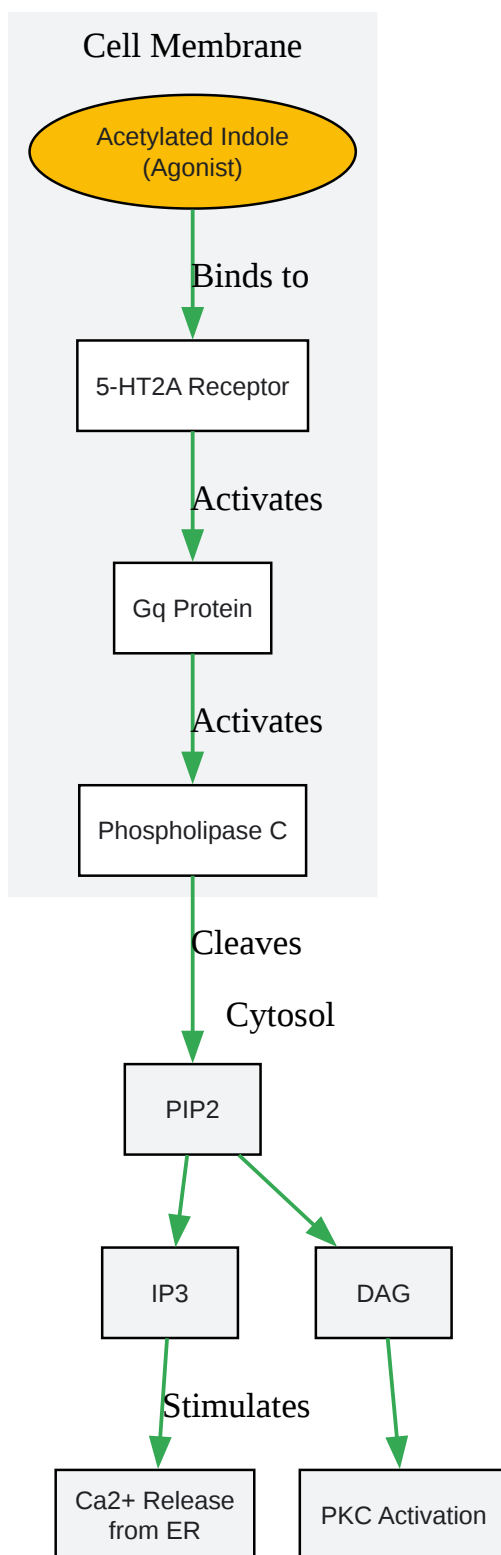 Cell Membrane
Acetylated Indole
(Agonist)
Binds to
5-HT2A Receptor
Activates
Gq Protein
Activates
Phospholipase C
Cleaves
Cytosol
PIP2
IP3
DAG
Stimulates
Ca2+ Release
from ER
PKC Activation